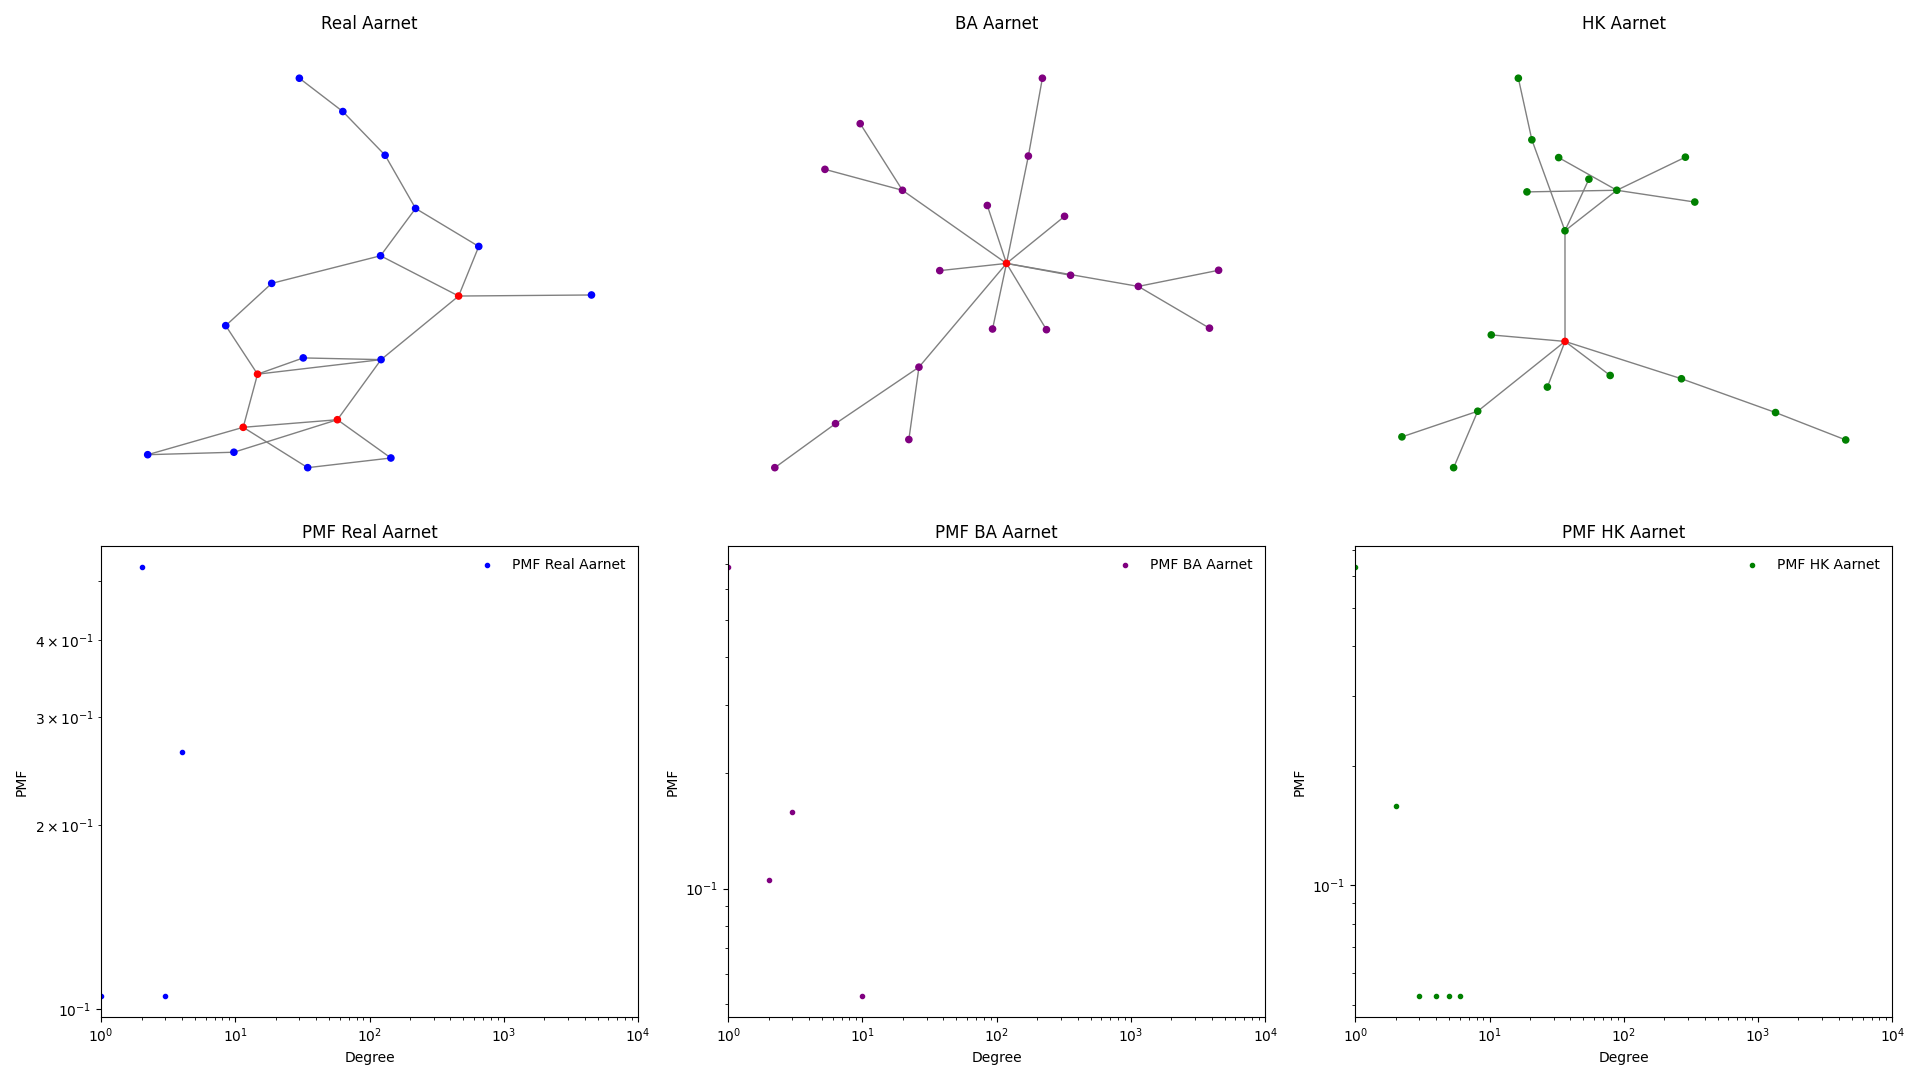 Real Aarnet
BA Aarnet
HK Aarnet
PMF Real Aarnet
PMF Real Aarnet
4 × 10⁻¹
3 × 10⁻¹
2 × 10⁻¹
10⁻¹
PMF
10⁰ 10¹ 10² 10³ 10⁴
Degree
PMF BA Aarnet
PMF BA Aarnet
10⁻¹
PMF
10⁰ 10¹ 10² 10³ 10⁴
Degree
PMF HK Aarnet
PMF HK Aarnet
10⁻¹
PMF
10⁰ 10¹ 10² 10³ 10⁴
Degree